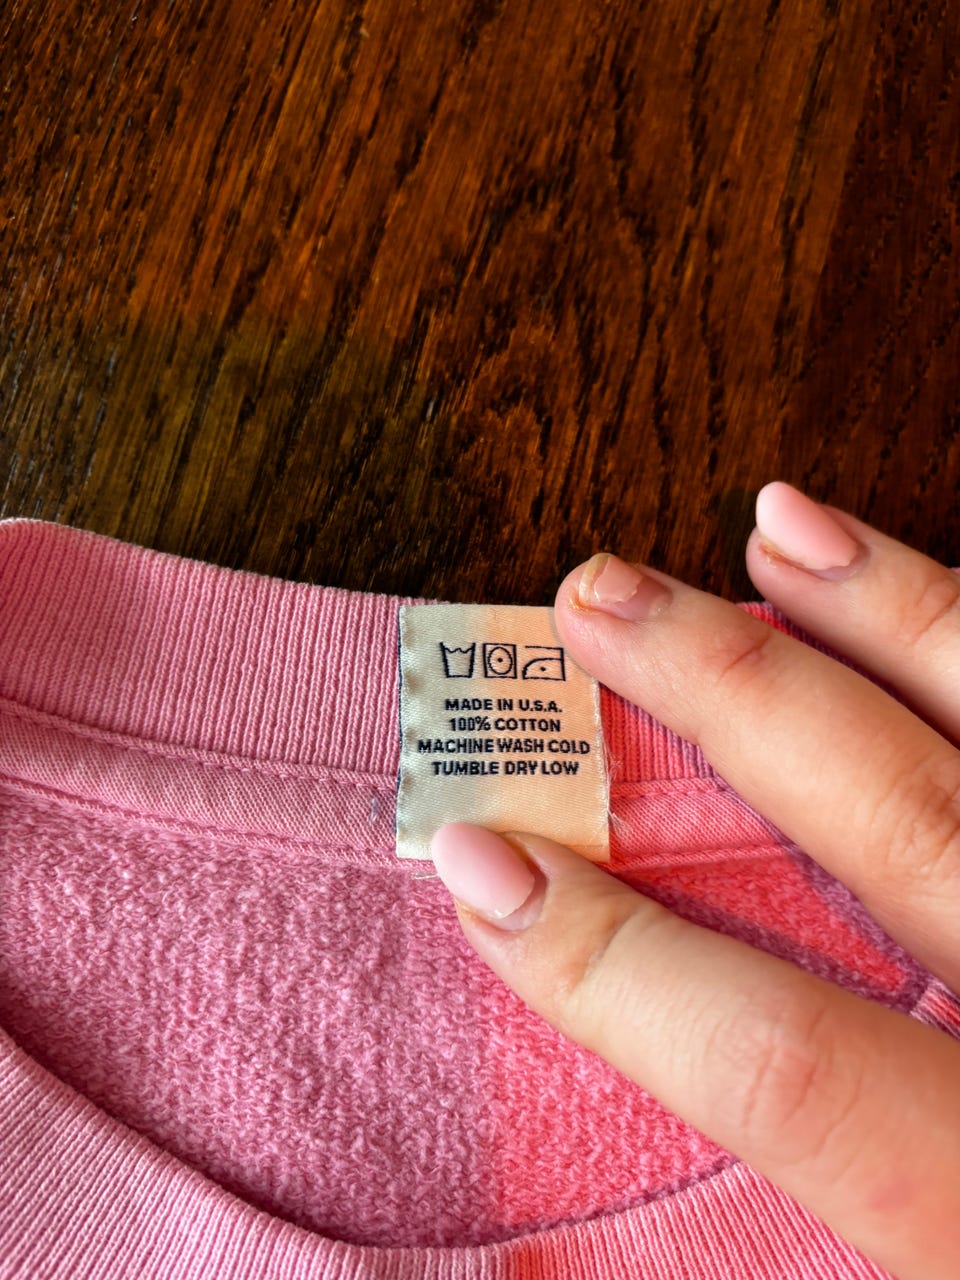 MADE IN U.S.A.
100% COTTON
MACHINE WASH COLD
TUMBLE DRY LOW